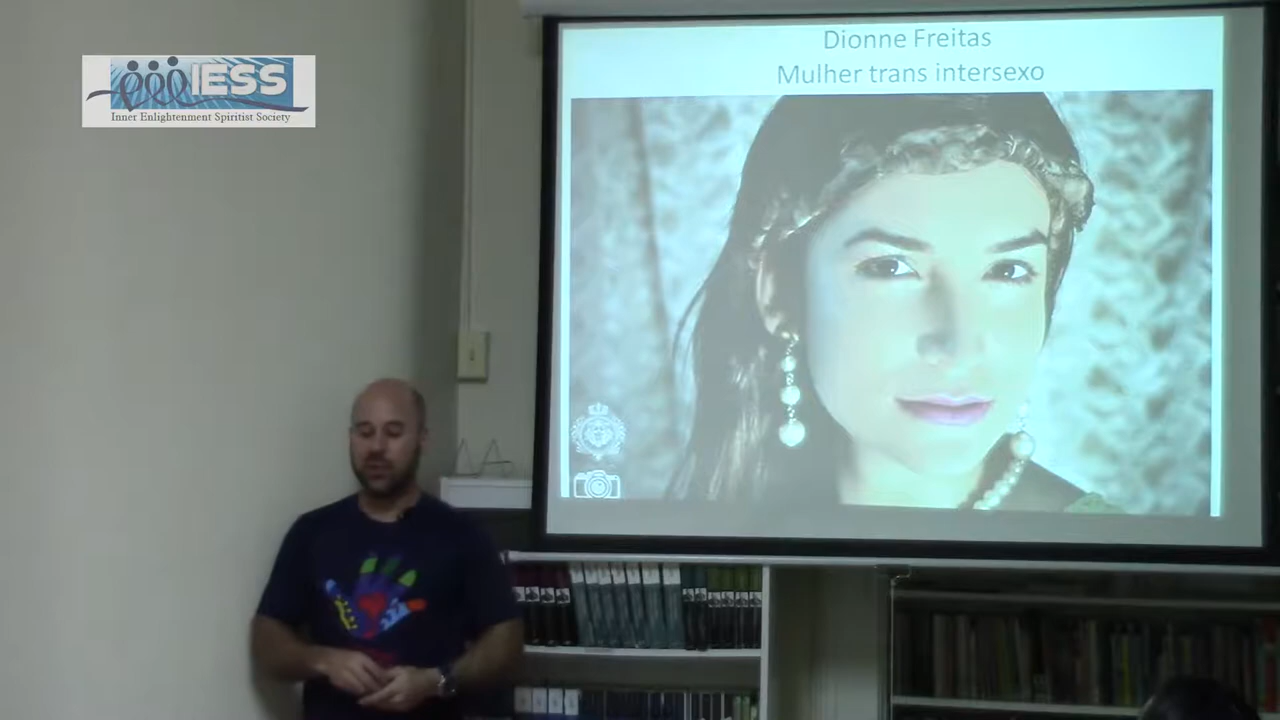 IESS
Inner Enlightenment Spiritist Society
Dionne Freitas
Mulher trans intersexo